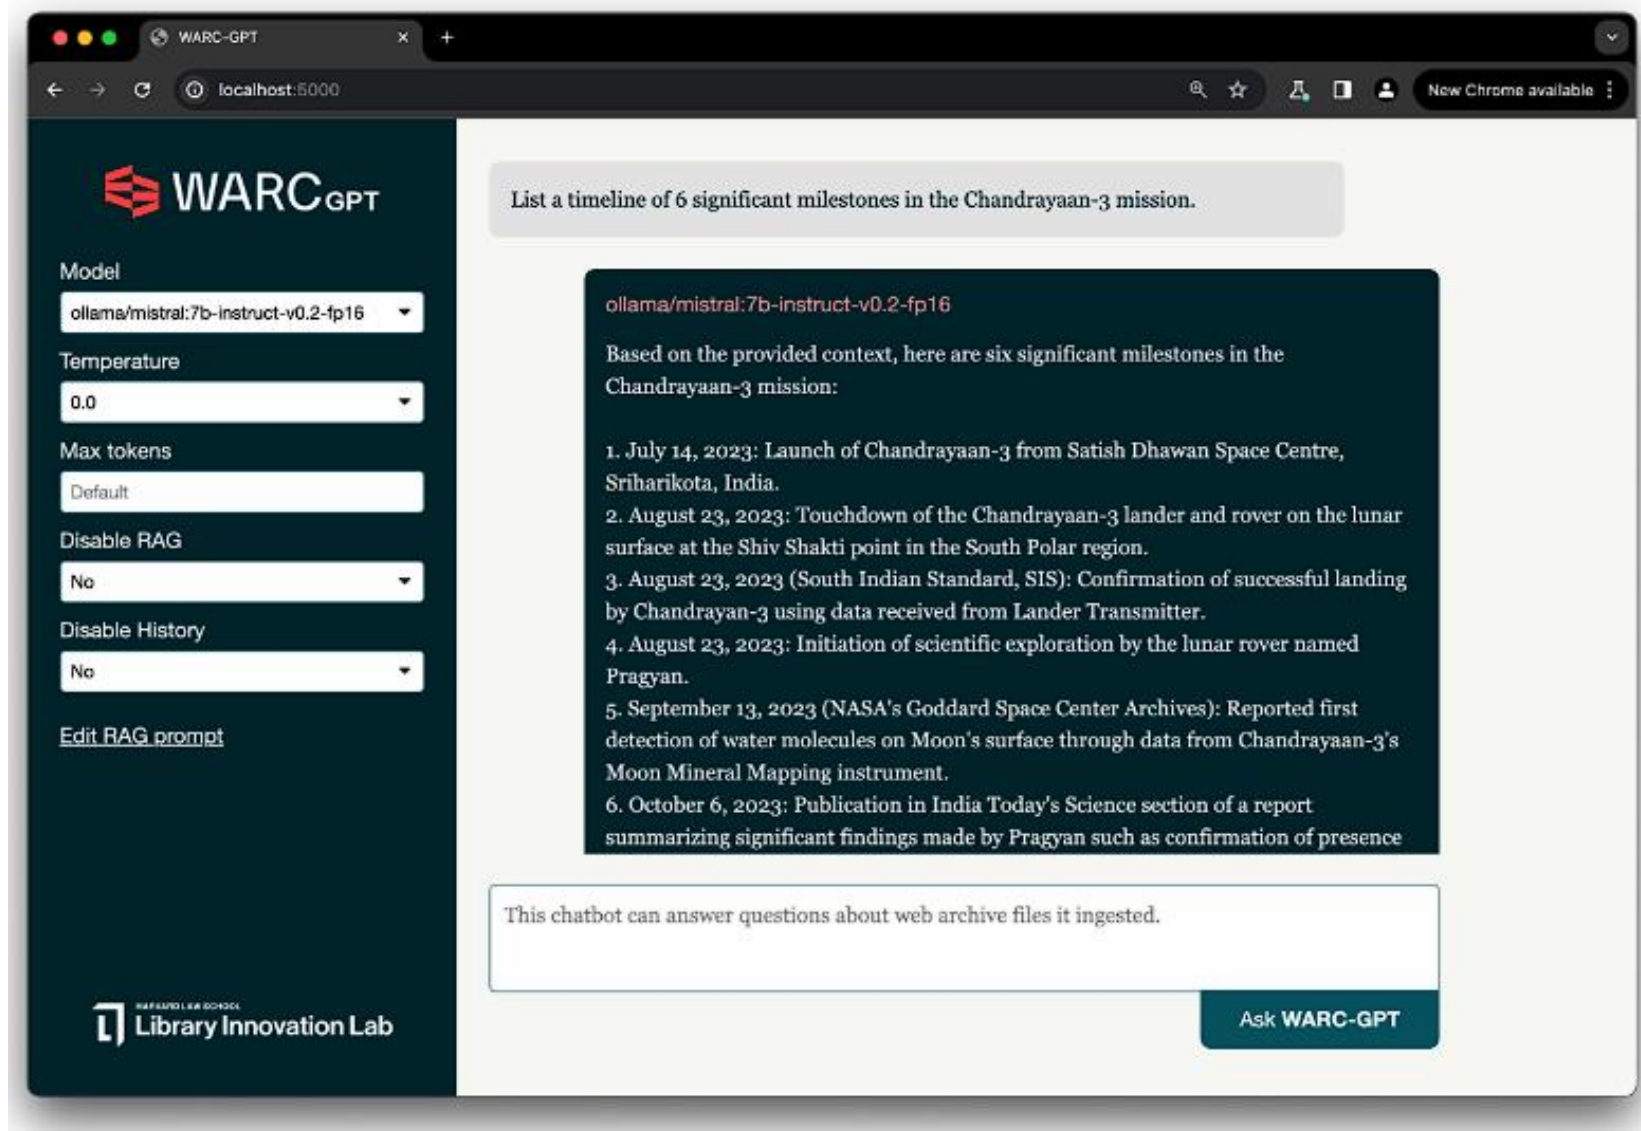 WARC-GPT
localhost:5000
New Chrome available
WARC GPT
Model
ollama/mistral:7b-instruct-v0.2-fp16
Temperature
0.0
Max tokens
Default
Disable RAG
No
Disable History
No
Edit RAG prompt
HARVARD LAW SCHOOL
Library Innovation Lab
List a timeline of 6 significant milestones in the Chandrayaan-3 mission.
ollama/mistral:7b-instruct-v0.2-fp16
Based on the provided context, here are six significant milestones in the
Chandrayaan-3 mission:
1. July 14, 2023: Launch of Chandrayaan-3 from Satish Dhawan Space Centre,
Sriharikota, India.
2. August 23, 2023: Touchdown of the Chandrayaan-3 lander and rover on the lunar
surface at the Shiv Shakti point in the South Polar region.
3. August 23, 2023 (South Indian Standard, SIS): Confirmation of successful landing
by Chandrayan-3 using data received from Lander Transmitter.
4. August 23, 2023: Initiation of scientific exploration by the lunar rover named
Pragyan.
5. September 13, 2023 (NASA's Goddard Space Center Archives): Reported first
detection of water molecules on Moon's surface through data from Chandrayaan-3's
Moon Mineral Mapping instrument.
6. October 6, 2023: Publication in India Today's Science section of a report
summarizing significant findings made by Pragyan such as confirmation of presence
This chatbot can answer questions about web archive files it ingested.
Ask WARC-GPT